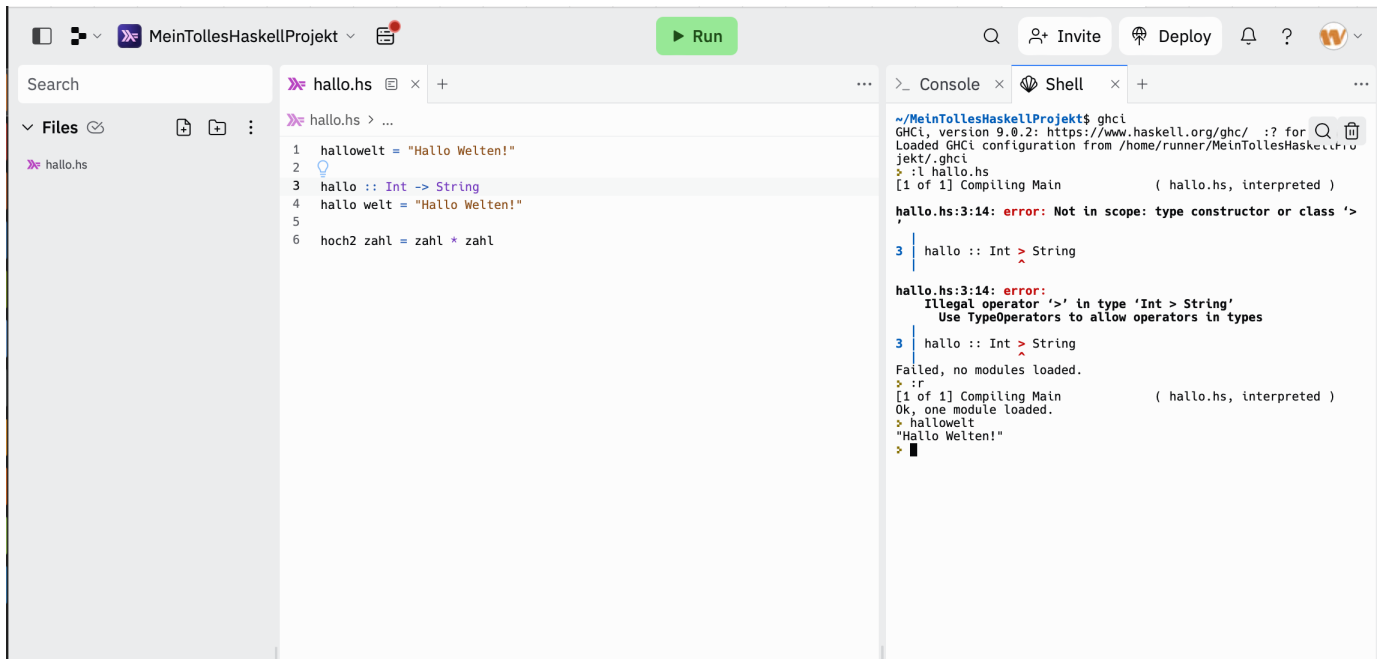 MeinTollesHaskellProjekt
Run
Invite
Deploy
Search
Files
hallo.hs
hallo.hs
hallo.hs > ...
1 hallowelt = "Hallo Welten!"
2
3 hallo :: Int -> String
4 hallo welt = "Hallo Welten!"
5
6 hoch2 zahl = zahl * zahl
Console
Shell
~/MeinTollesHaskellProjekt$ ghci
GHCi, version 9.0.2: https://www.haskell.org/ghc/  :? for
Loaded GHCi configuration from /home/runner/MeinTollesHaskellPro
jekt/.ghci
> :l hallo.hs
[1 of 1] Compiling Main             ( hallo.hs, interpreted )
hallo.hs:3:14: error: Not in scope: type constructor or class ‘>
’
|
3 | hallo :: Int > String
|              ^
hallo.hs:3:14: error:
    Illegal operator ‘>’ in type ‘Int > String’
      Use TypeOperators to allow operators in types
|
3 | hallo :: Int > String
|              ^
Failed, no modules loaded.
> :r
[1 of 1] Compiling Main             ( hallo.hs, interpreted )
Ok, one module loaded.
> hallowelt
"Hallo Welten!"
>